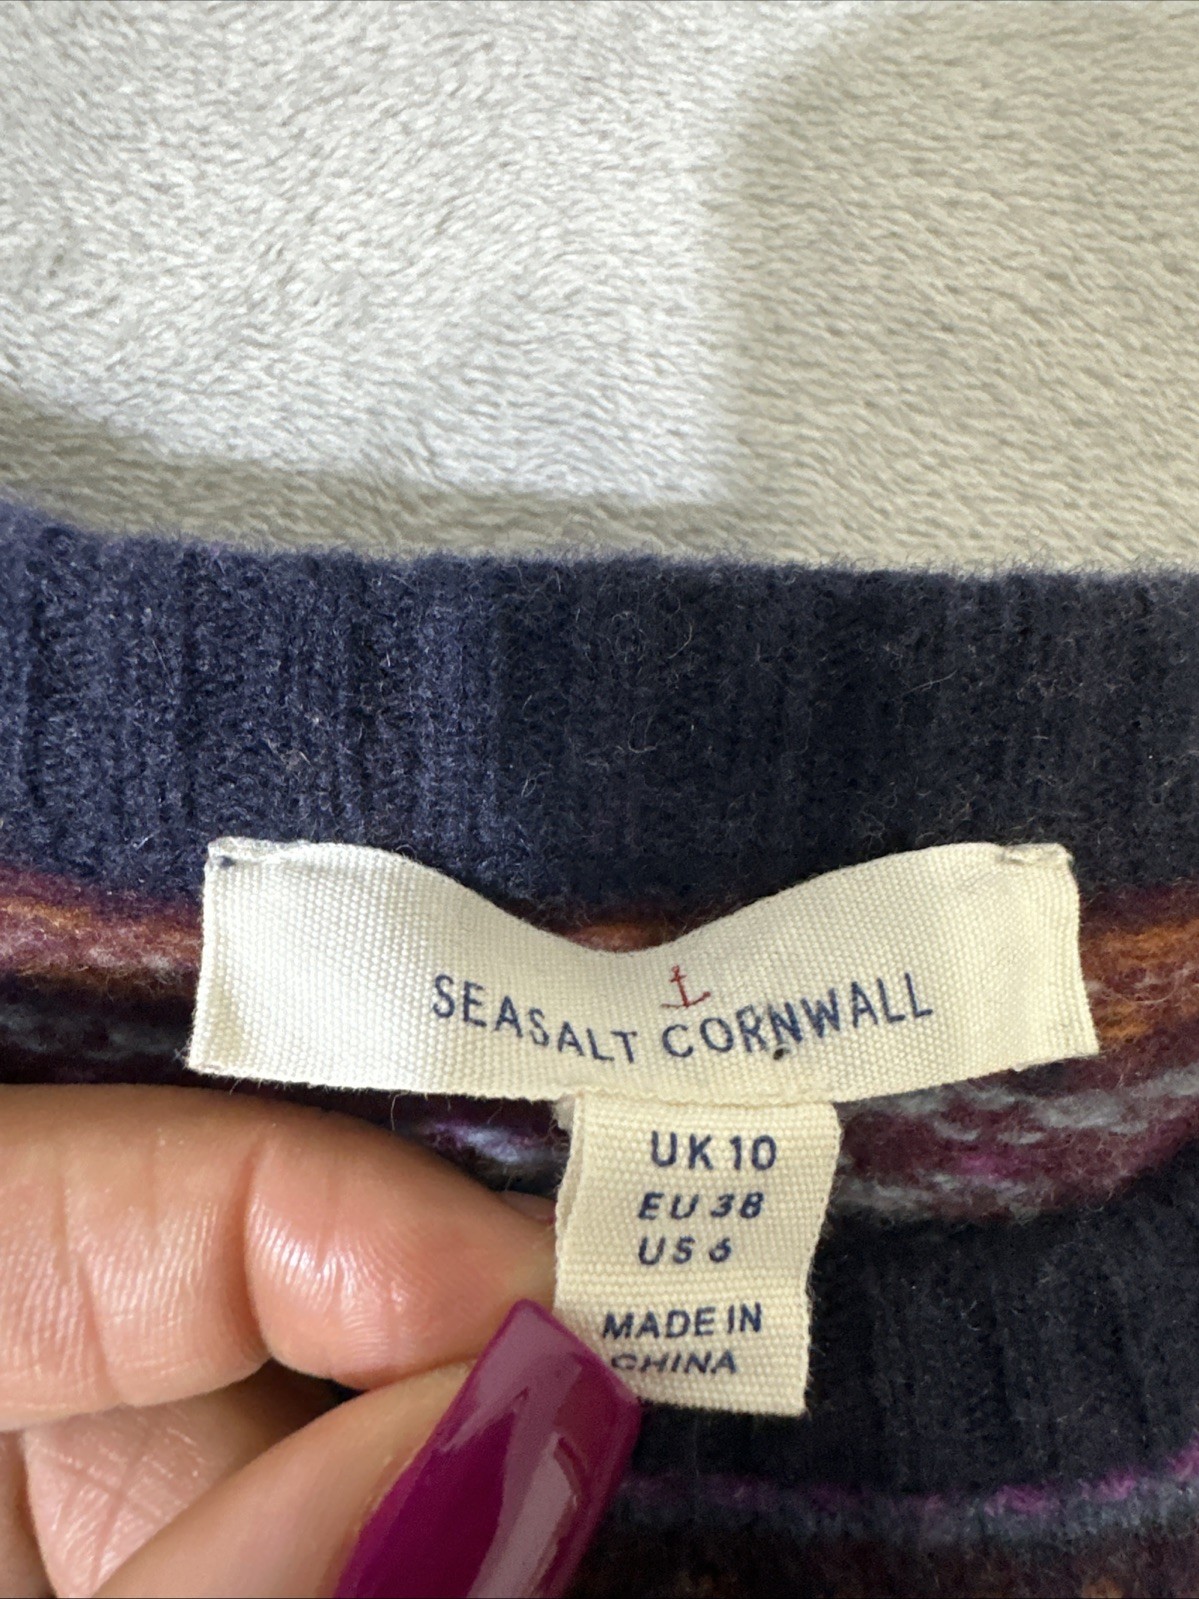 SEASALT CORNWALL
UK 10
EU 38
US 6
MADE IN
CHINA